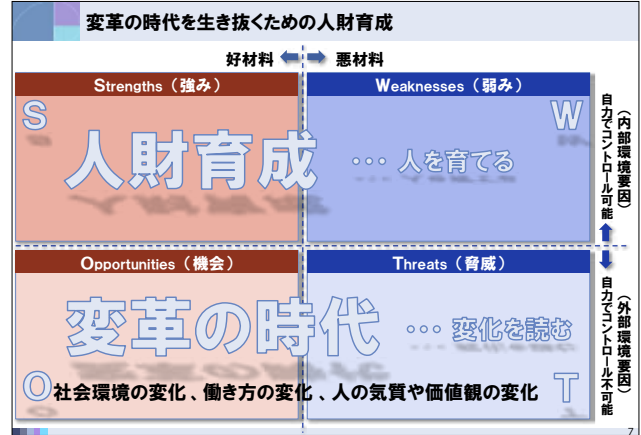 変革の時代を生き抜くための人財育成
好材料 悪材料
Strengths（強み）
Weaknesses（弱み）
S
W
人財育成 … 人を育てる
（内部環境要因）
自力でコントロール可能
Opportunities（機会）
Threats（脅威）
変革の時代 … 変化を読む
O
T
社会環境の変化、働き方の変化、人の気質や価値観の変化
（外部環境要因）
自力でコントロール不可能
7